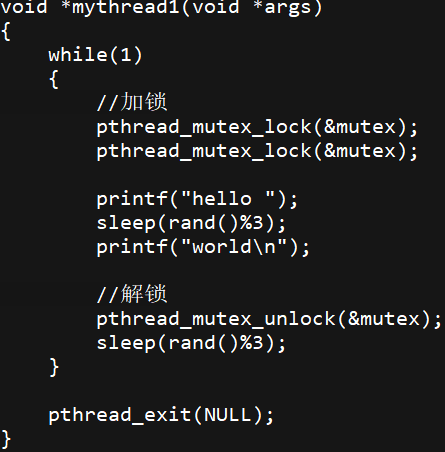 void *mythread1(void *args)
{
    while(1)
    {
        //加锁
        pthread_mutex_lock(&mutex);
        pthread_mutex_lock(&mutex);

        printf("hello ");
        sleep(rand()%3);
        printf("world\n");

        //解锁
        pthread_mutex_unlock(&mutex);
        sleep(rand()%3);
    }

    pthread_exit(NULL);
}